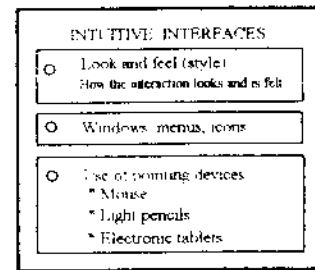 INTUITIVE INTERFACES
Look and feel (style)
How the interaction looks and is felt
Windows, menus, icons
Use of pointing devices
* Mouse
* Light pencils
* Electronic tablets